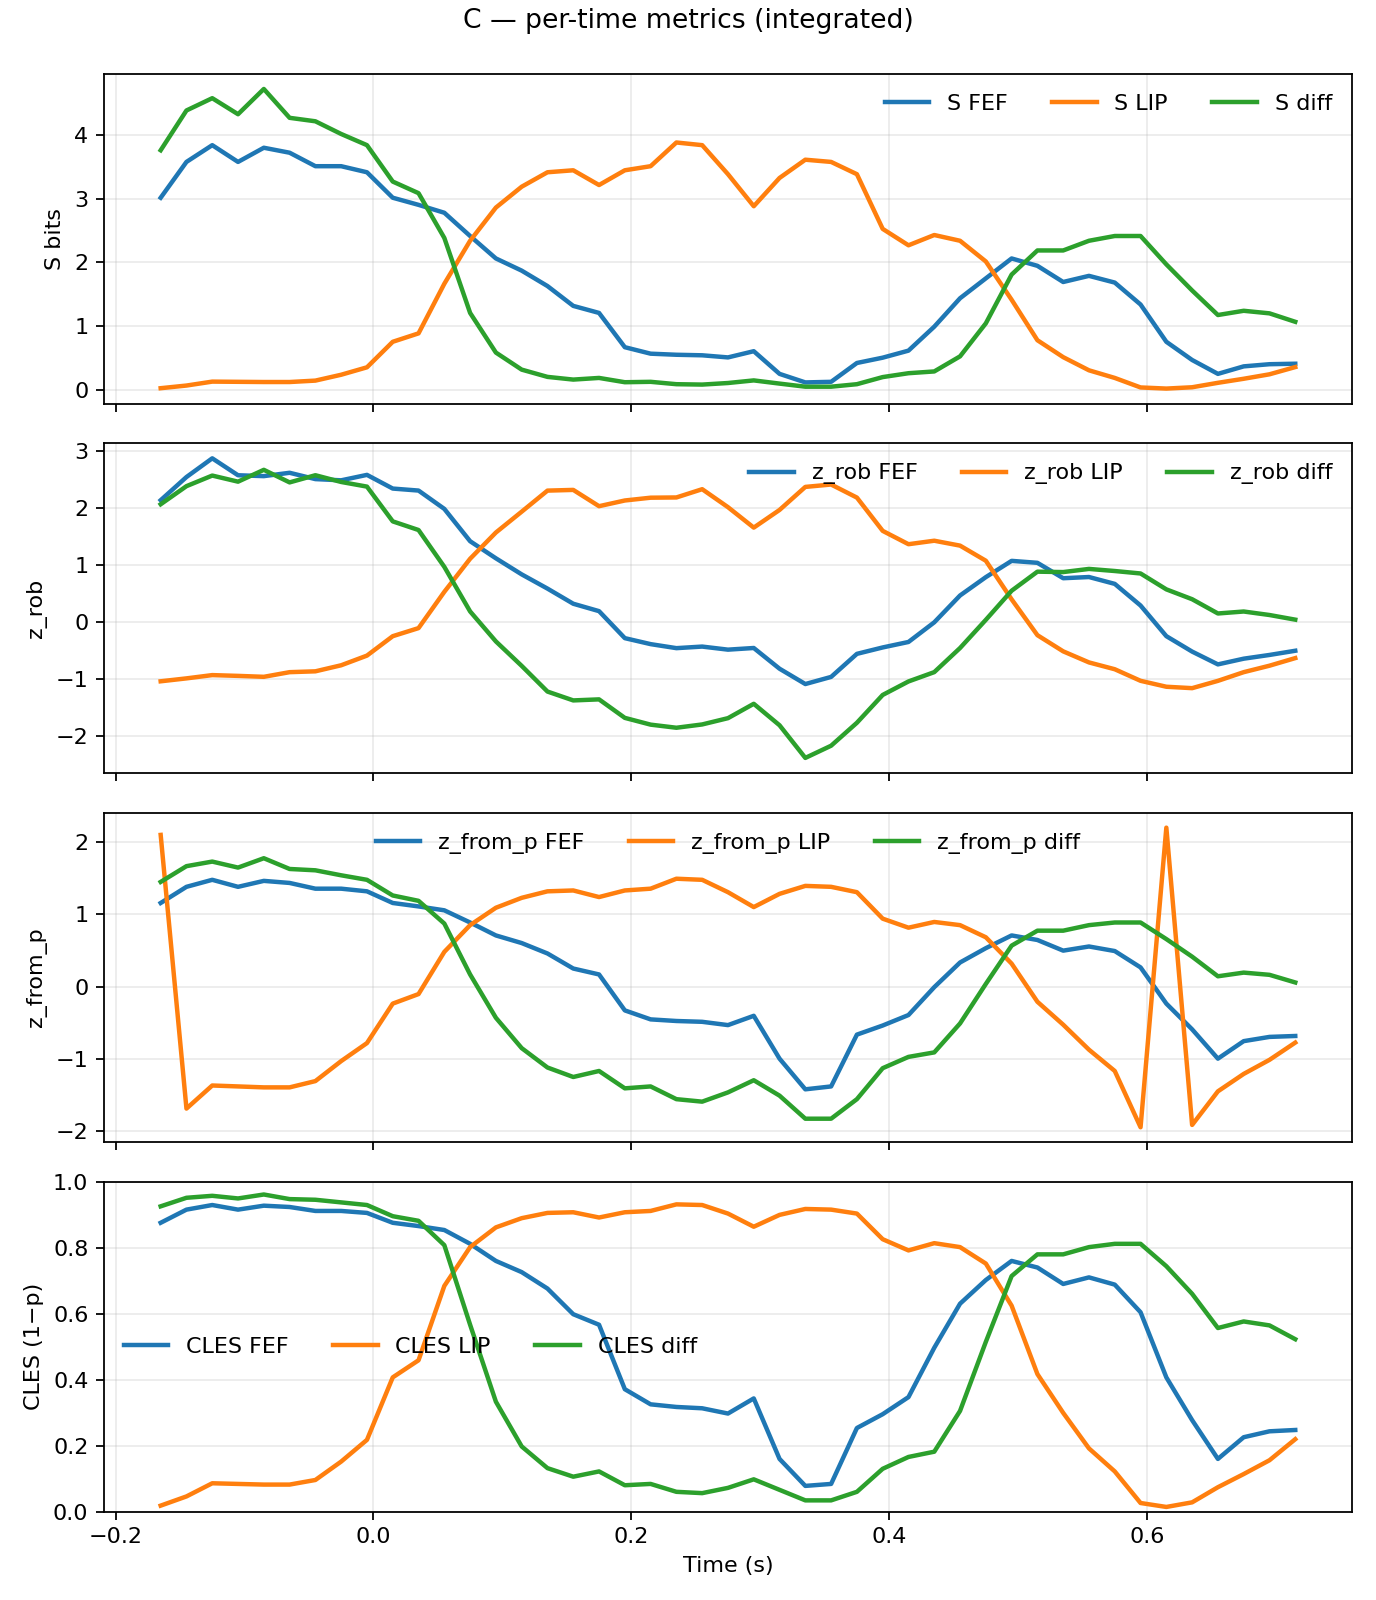 C — per-time metrics (integrated)
S FEF S LIP S diff
4
3
2
1
0
S bits
z_rob FEF z_rob LIP z_rob diff
3
2
1
0
−1
−2
z_rob
z_from_p FEF z_from_p LIP z_from_p diff
2
1
0
−1
−2
z_from_p
CLES FEF CLES LIP CLES diff
1.0
0.8
0.6
0.4
0.2
0.0
CLES (1−p)
−0.2 0.0 0.2 0.4 0.6
Time (s)